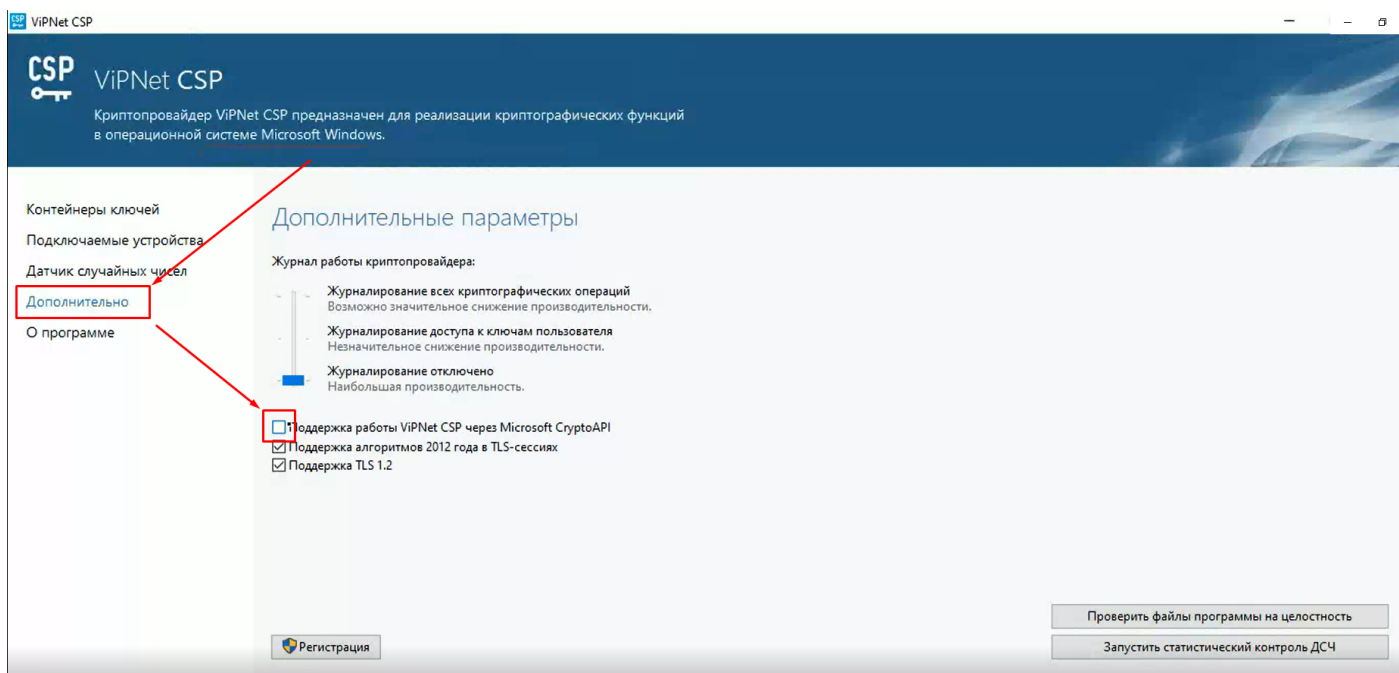 ViPNet CSP
CSP
ViPNet CSP
Криптопровайдер ViPNet CSP предназначен для реализации криптографических функций
в операционной системе Microsoft Windows.
Контейнеры ключей
Подключаемые устройства
Датчик случайных чисел
Дополнительно
О программе
Дополнительные параметры
Журнал работы криптопровайдера:
Журналирование всех криптографических операций
Возможно значительное снижение производительности.
Журналирование доступа к ключам пользователя
Незначительное снижение производительности.
Журналирование отключено
Наибольшая производительность.
Поддержка работы ViPNet CSP через Microsoft CryptoAPI
Поддержка алгоритмов 2012 года в TLS-сессиях
Поддержка TLS 1.2
Регистрация
Проверить файлы программы на целостность
Запустить статистический контроль ДСЧ